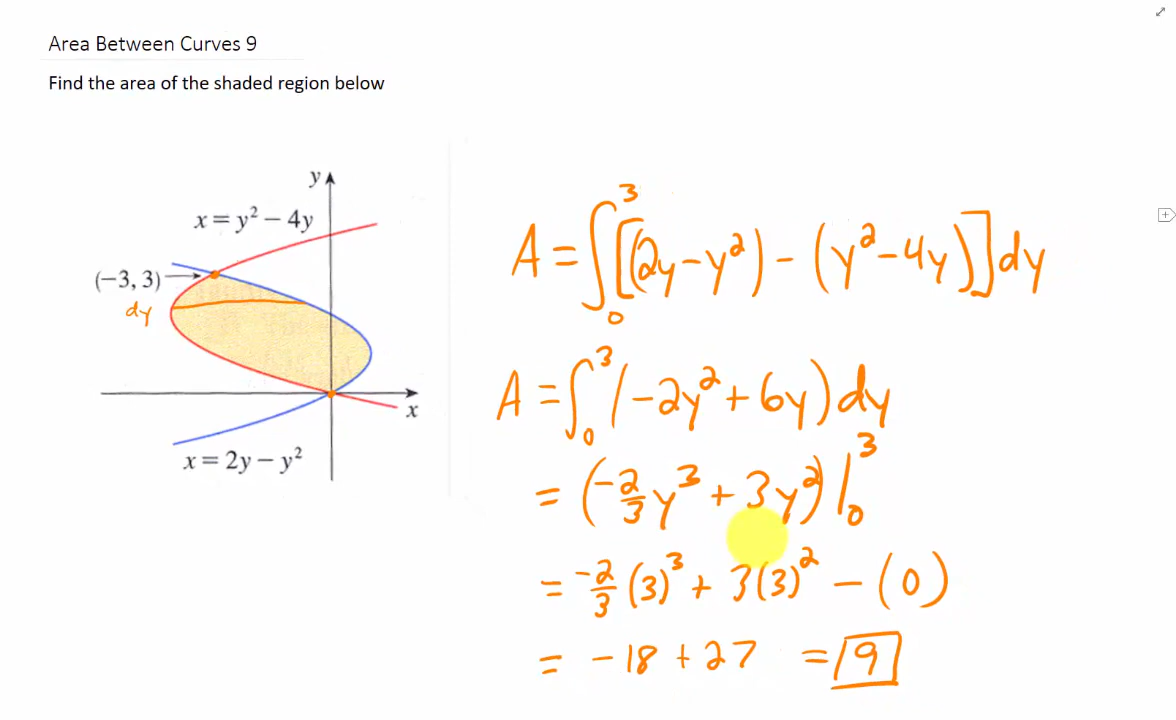 Area Between Curves 9
Find the area of the shaded region below
y
x = y² − 4y
(−3, 3)
dy
x
x = 2y − y²
A = ∫₀³ [(2y − y²) − (y² − 4y)] dy
A = ∫₀³ (−2y² + 6y) dy
= (−2/3 y³ + 3y²) |₀³
= −2/3 (3)³ + 3(3)² − (0)
= −18 + 27 = 9